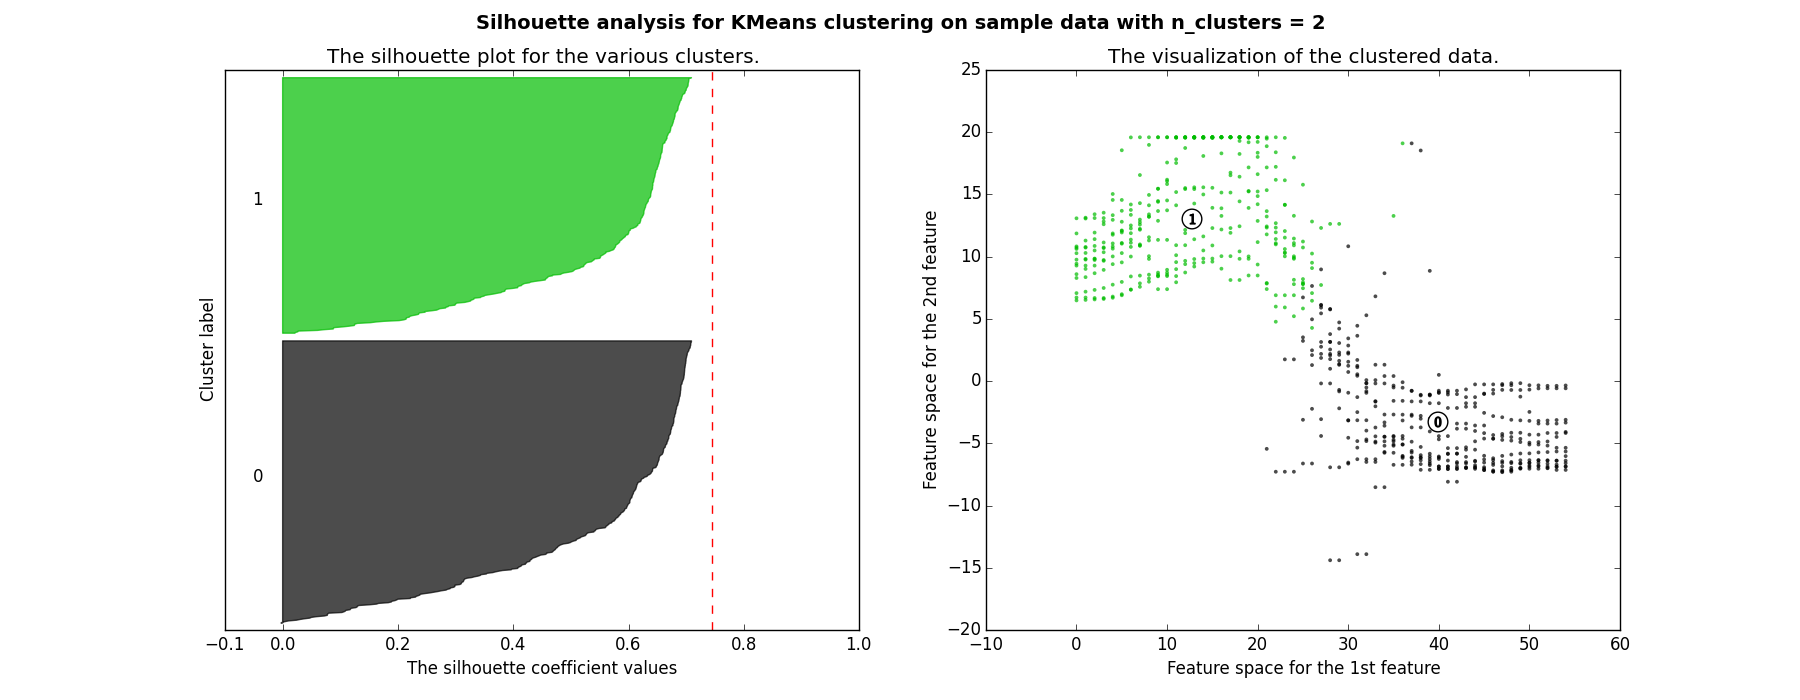 Silhouette analysis for KMeans clustering on sample data with n_clusters = 2
The silhouette plot for the various clusters.
1
0
Cluster label
−0.1 0.0 0.2 0.4 0.6 0.8 1.0
The silhouette coefficient values
The visualization of the clustered data.
25
20
15
10
5
0
−5
−10
−15
−20
Feature space for the 2nd feature
1
0
−10 0 10 20 30 40 50 60
Feature space for the 1st feature